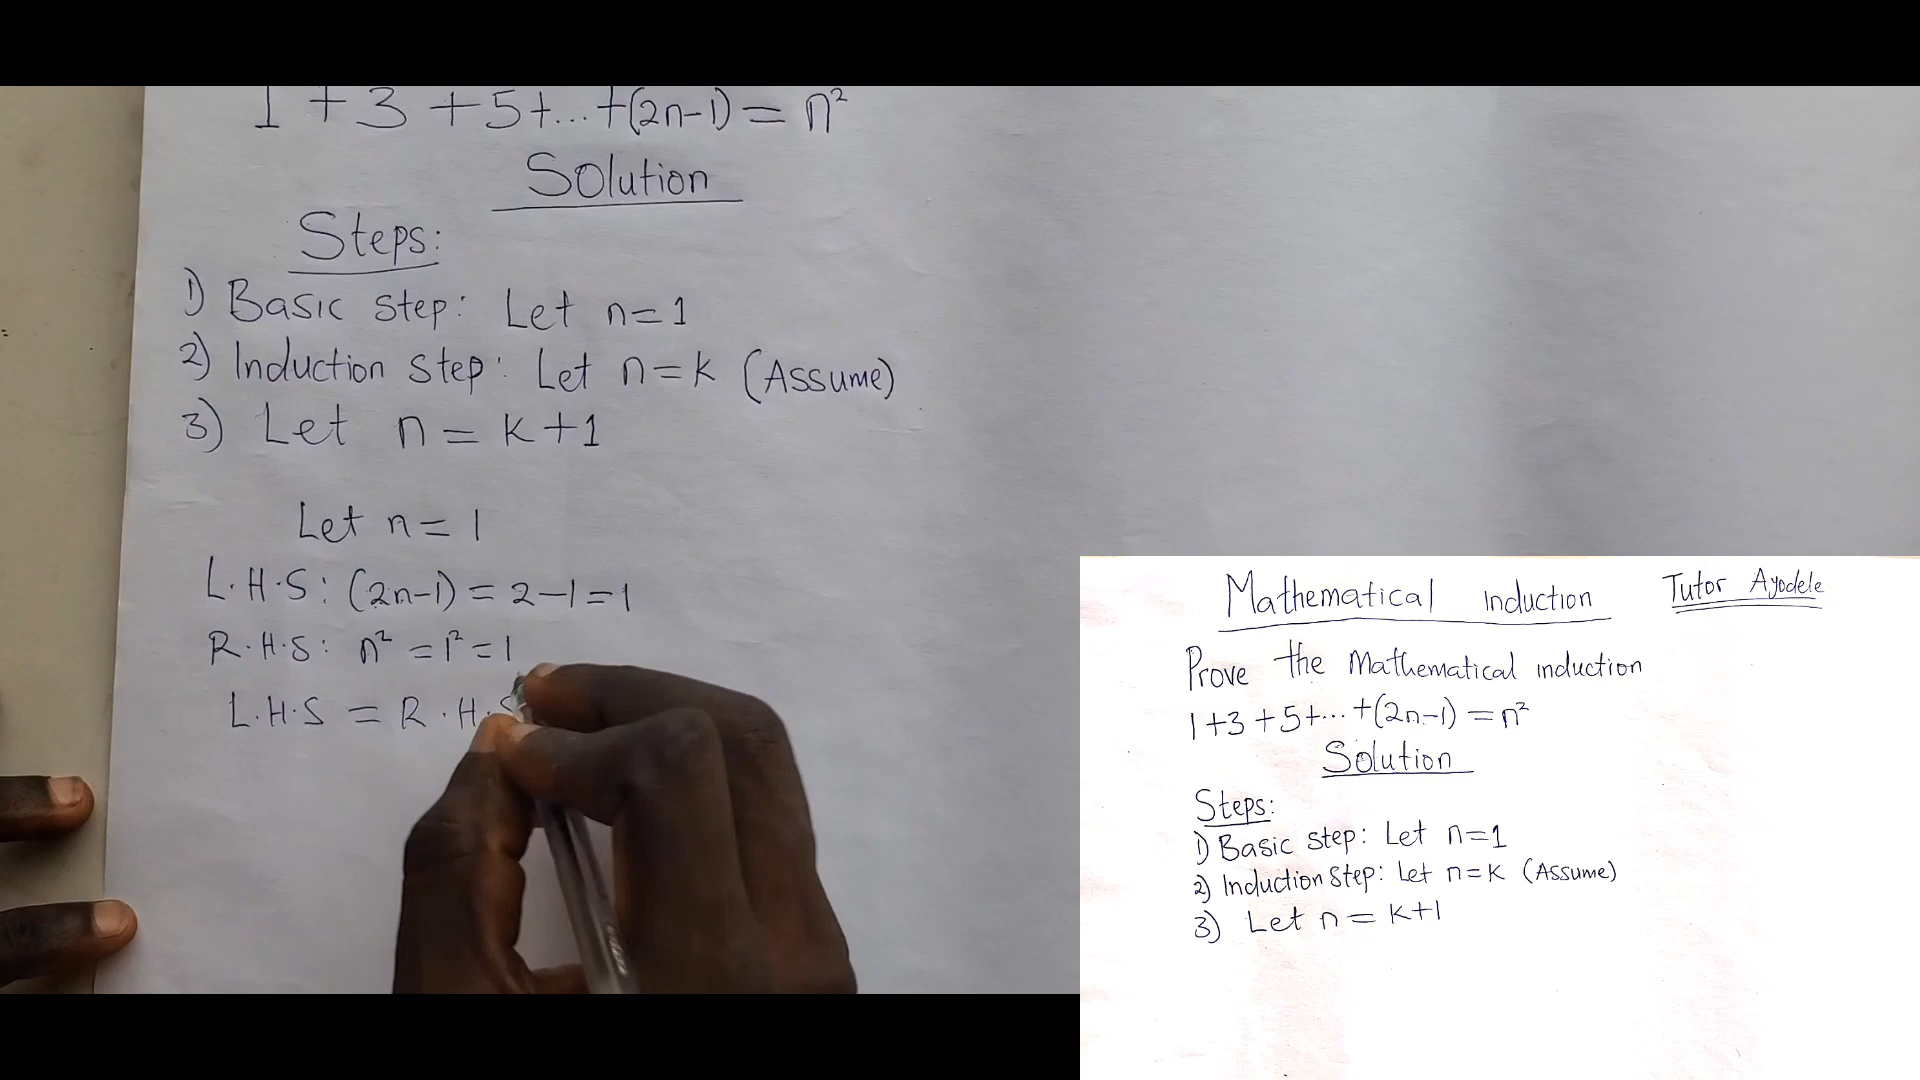 1 + 3 + 5 + ... + (2n-1) = n²
Solution
Steps:
1) Basic step: Let n = 1
2) Induction step: Let n = k (Assume)
3) Let n = k + 1
Let n = 1
L.H.S: (2n-1) = 2-1 = 1
R.H.S: n² = 1² = 1
L.H.S = R.H.S
Mathematical induction
Tutor Ayodele
Prove the Mathematical induction
1 + 3 + 5 + ... + (2n-1) = n²
Solution
Steps:
1) Basic step: Let n = 1
2) Induction step: Let n = k (Assume)
3) Let n = k+1